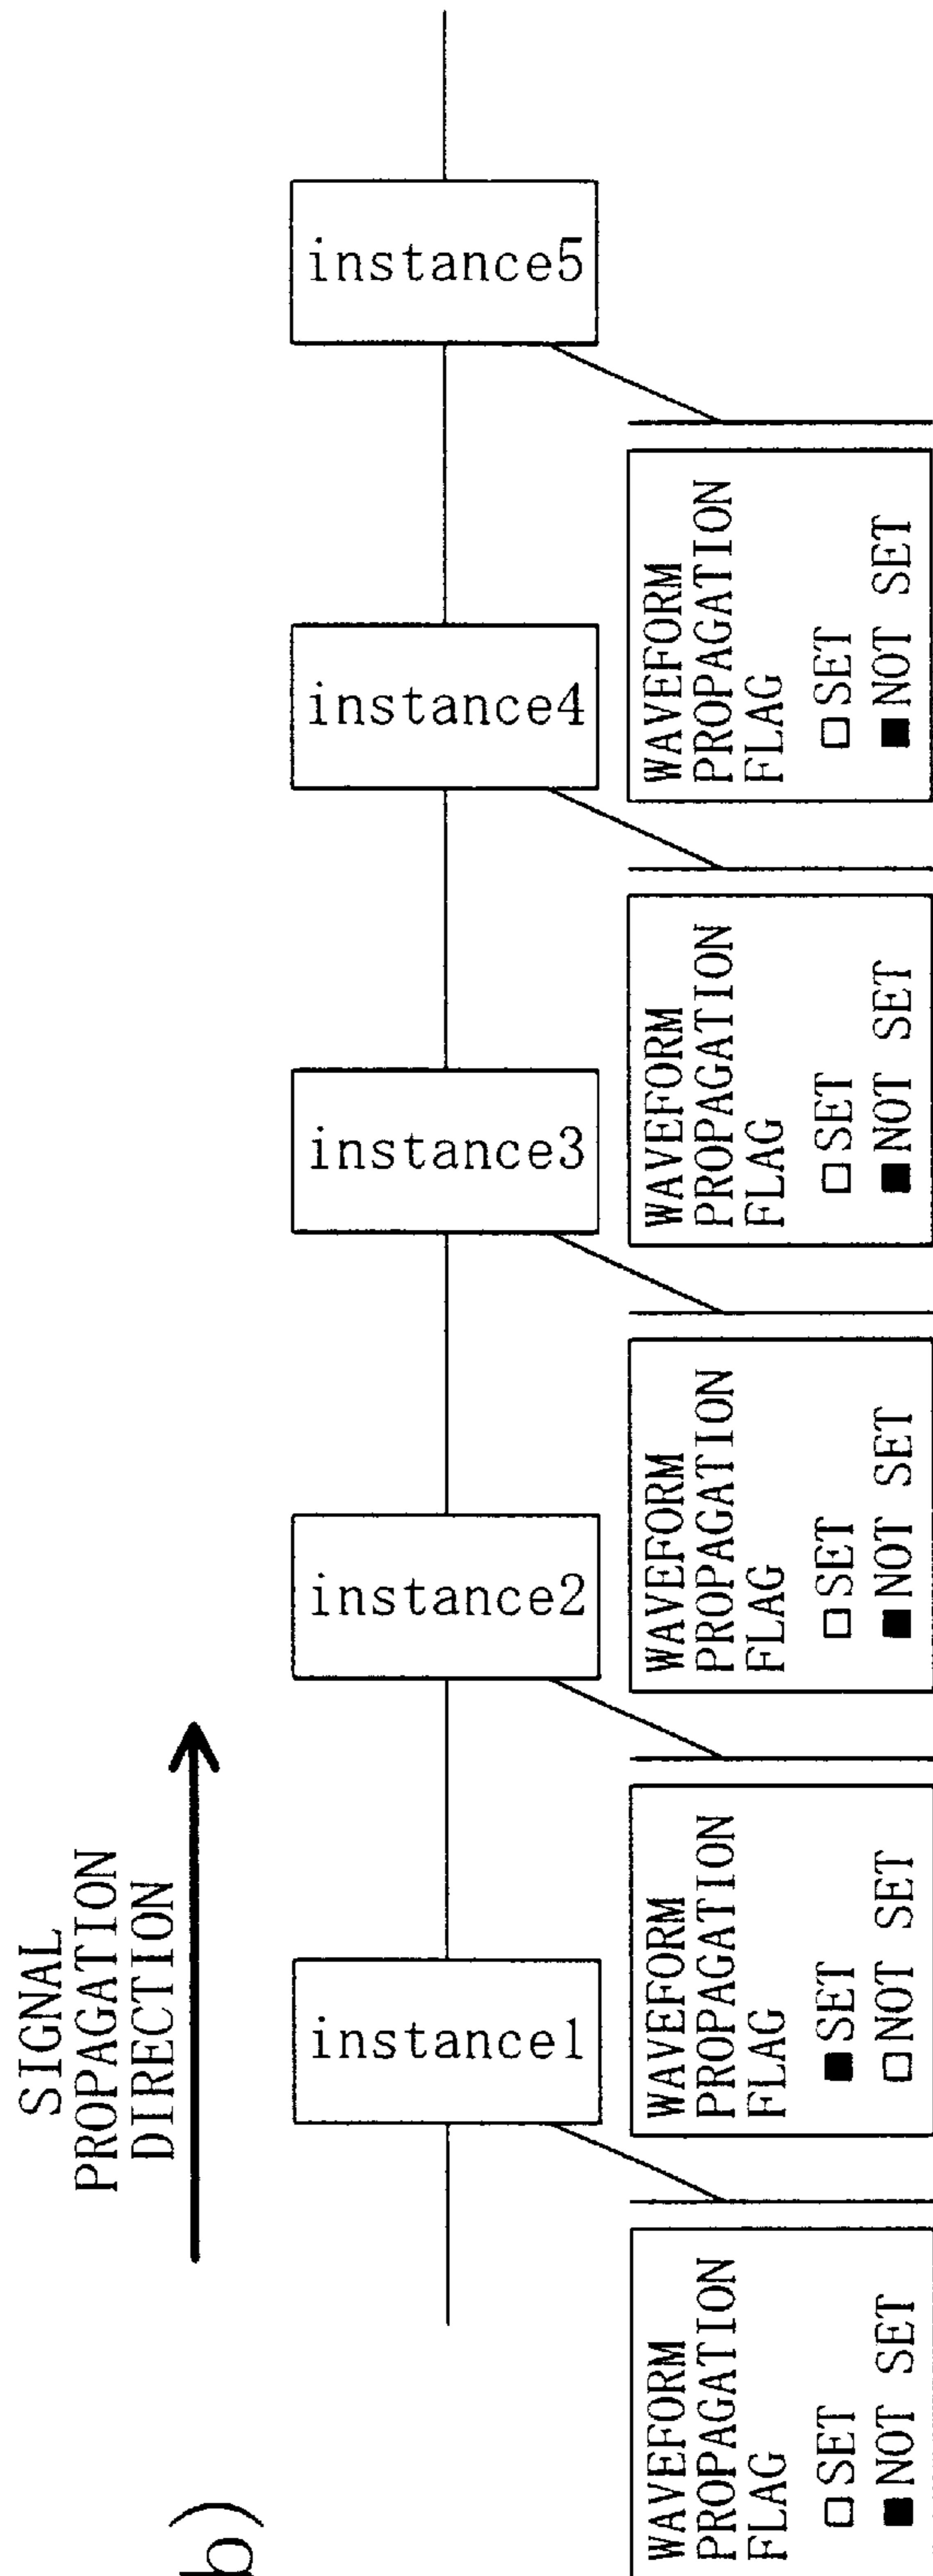 b)
SIGNAL
PROPAGATION
DIRECTION
instance1
instance2
instance3
instance4
instance5
WAVEFORM
PROPAGATION
FLAG
□SET
■NOT SET
WAVEFORM
PROPAGATION
FLAG
■SET
□NOT SET
WAVEFORM
PROPAGATION
FLAG
□SET
■NOT SET
WAVEFORM
PROPAGATION
FLAG
□SET
■NOT SET
WAVEFORM
PROPAGATION
FLAG
□SET
■NOT SET